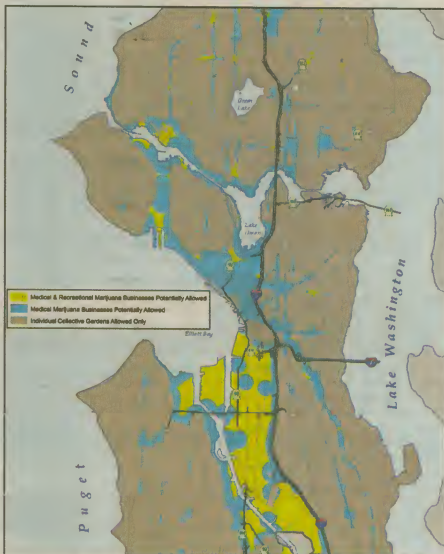 Sound
Green
Lake
Lake
Union
Medical & Recreational Marijuana Businesses Potentially Allowed
Medical Marijuana Businesses Potentially Allowed
Individual Collective Gardens Allowed Only
Elliott Bay
Lake Washington
Puget